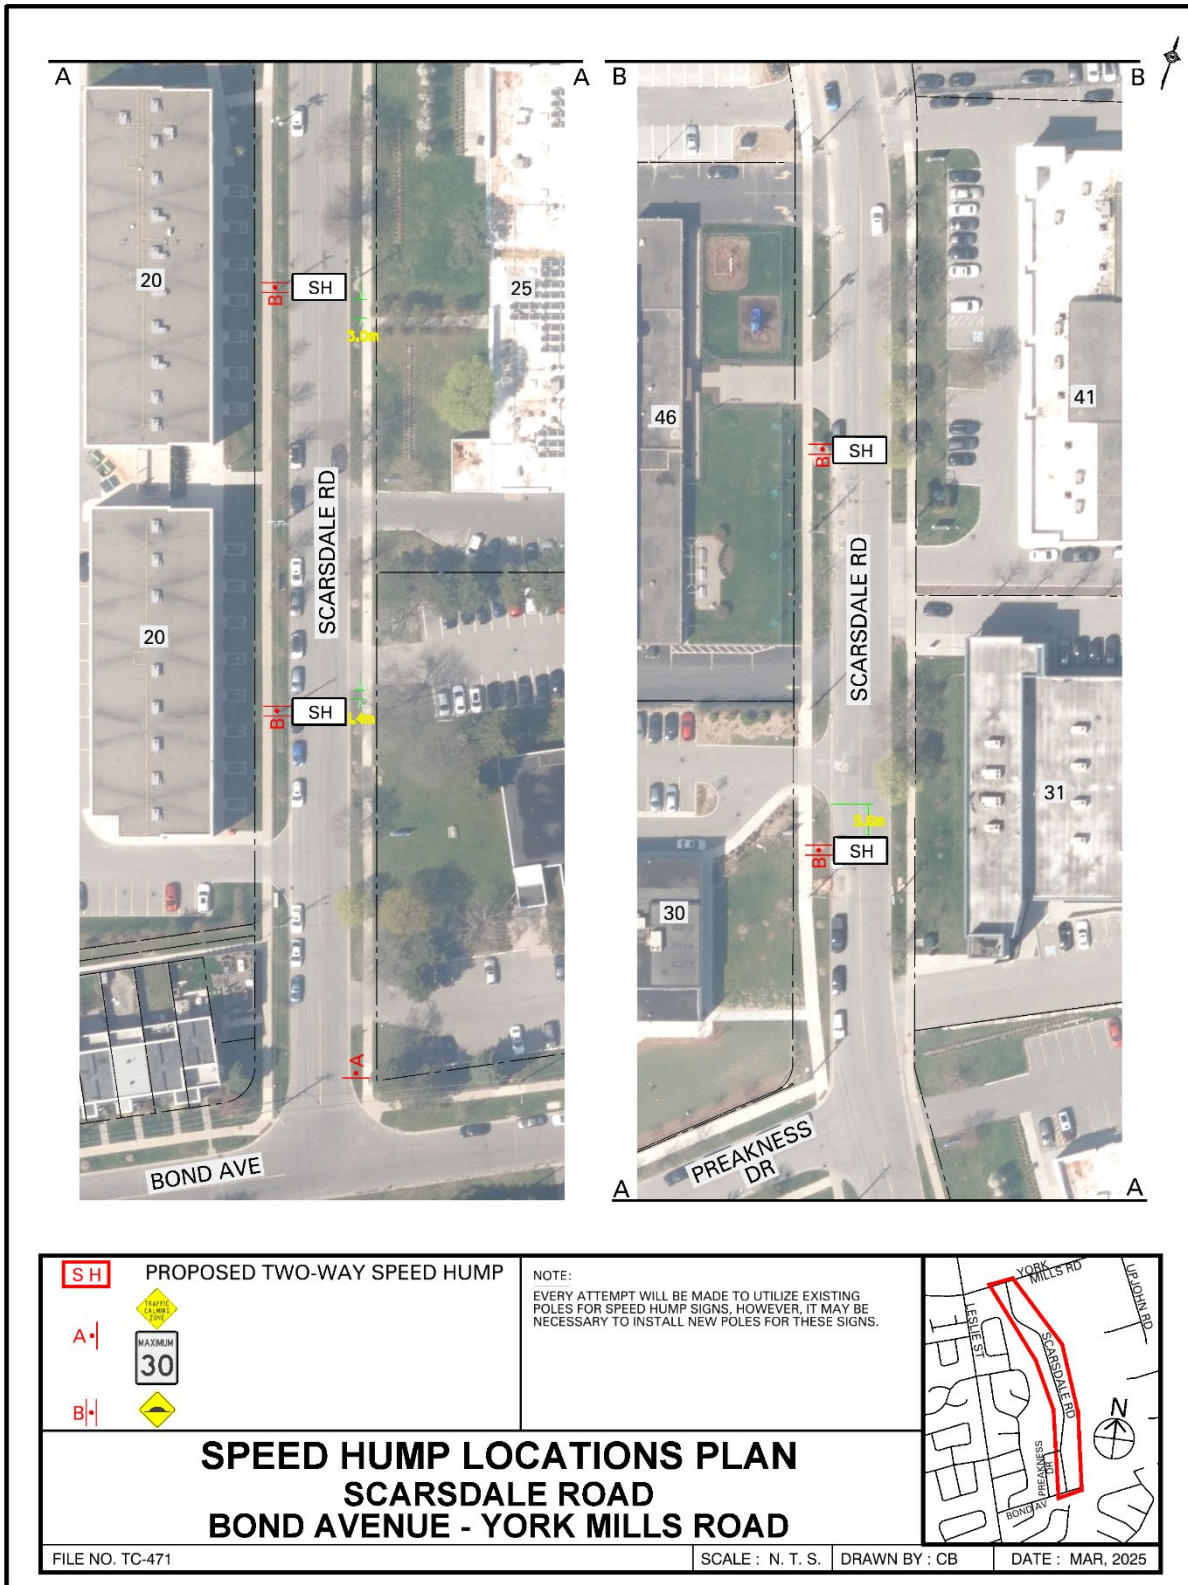 A
A
B
B
20
B
SH
3.0m
25
SCARSDALE RD
20
B
SH
1.4m
A
BOND AVE
46
B
SH
41
SCARSDALE RD
31
5.6m
B
SH
30
PREAKNESS
DR
A
A
SH PROPOSED TWO-WAY SPEED HUMP
TRAFFIC
CALMING
ZONE
A
MAXIMUM
30
B
NOTE:
EVERY ATTEMPT WILL BE MADE TO UTILIZE EXISTING
POLES FOR SPEED HUMP SIGNS, HOWEVER, IT MAY BE
NECESSARY TO INSTALL NEW POLES FOR THESE SIGNS.
YORK
MILLS RD
UPJOHN RD
LESLIE ST
SCARSDALE RD
N
PREAKNESS
DR
BOND AV
SPEED HUMP LOCATIONS PLAN
SCARSDALE ROAD
BOND AVENUE - YORK MILLS ROAD
FILE NO. TC-471
SCALE : N. T. S.
DRAWN BY : CB
DATE : MAR, 2025